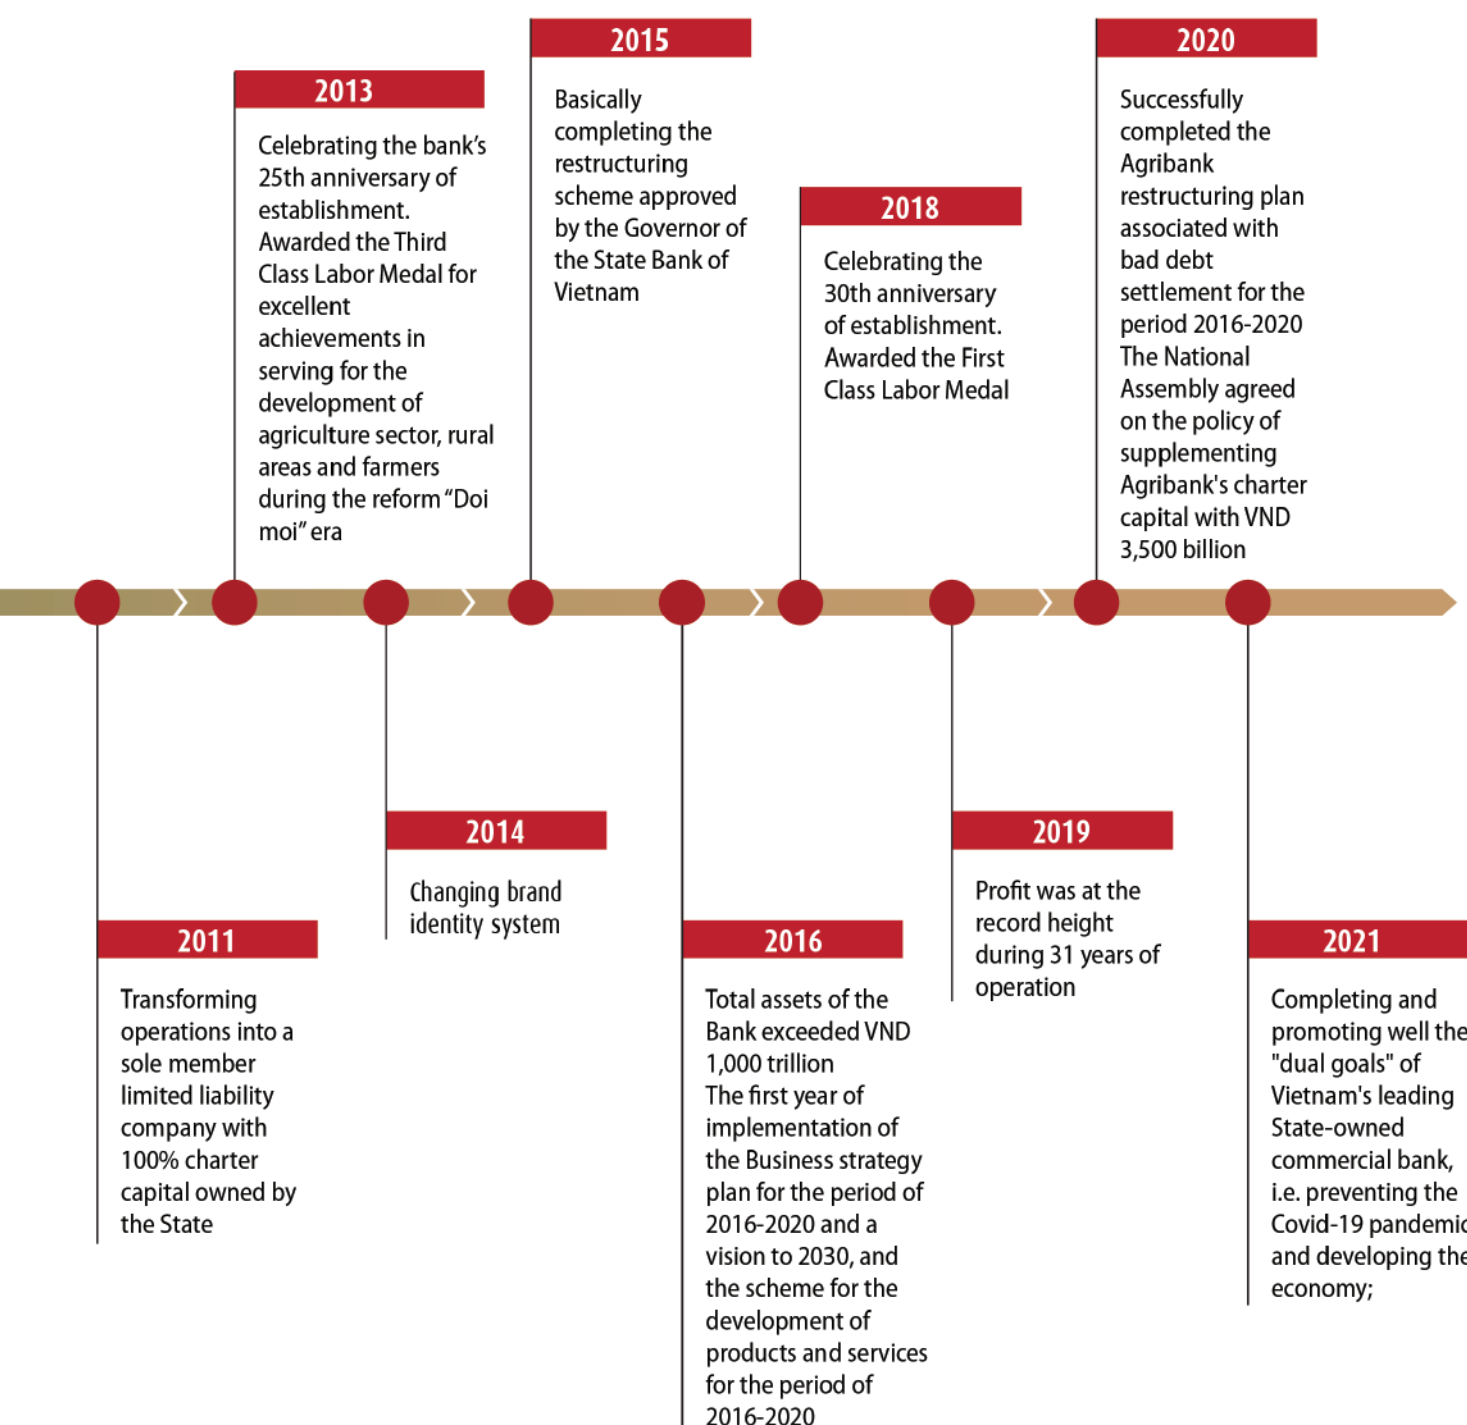 2013
Celebrating the bank’s
25th anniversary of
establishment.
Awarded the Third
Class Labor Medal for
excellent
achievements in
serving for the
development of
agriculture sector, rural
areas and farmers
during the reform “Doi
moi” era
2015
Basically
completing the
restructuring
scheme approved
by the Governor of
the State Bank of
Vietnam
2018
Celebrating the
30th anniversary
of establishment.
Awarded the First
Class Labor Medal
2020
Successfully
completed the
Agribank
restructuring plan
associated with
bad debt
settlement for the
period 2016-2020
The National
Assembly agreed
on the policy of
supplementing
Agribank's charter
capital with VND
3,500 billion
2011
Transforming
operations into a
sole member
limited liability
company with
100% charter
capital owned by
the State
2014
Changing brand
identity system
2016
Total assets of the
Bank exceeded VND
1,000 trillion
The first year of
implementation of
the Business strategy
plan for the period of
2016-2020 and a
vision to 2030, and
the scheme for the
development of
products and services
for the period of
2016-2020
2019
Profit was at the
record height
during 31 years of
operation
2021
Completing and
promoting well the
"dual goals" of
Vietnam's leading
State-owned
commercial bank,
i.e. preventing the
Covid-19 pandemic
and developing the
economy;